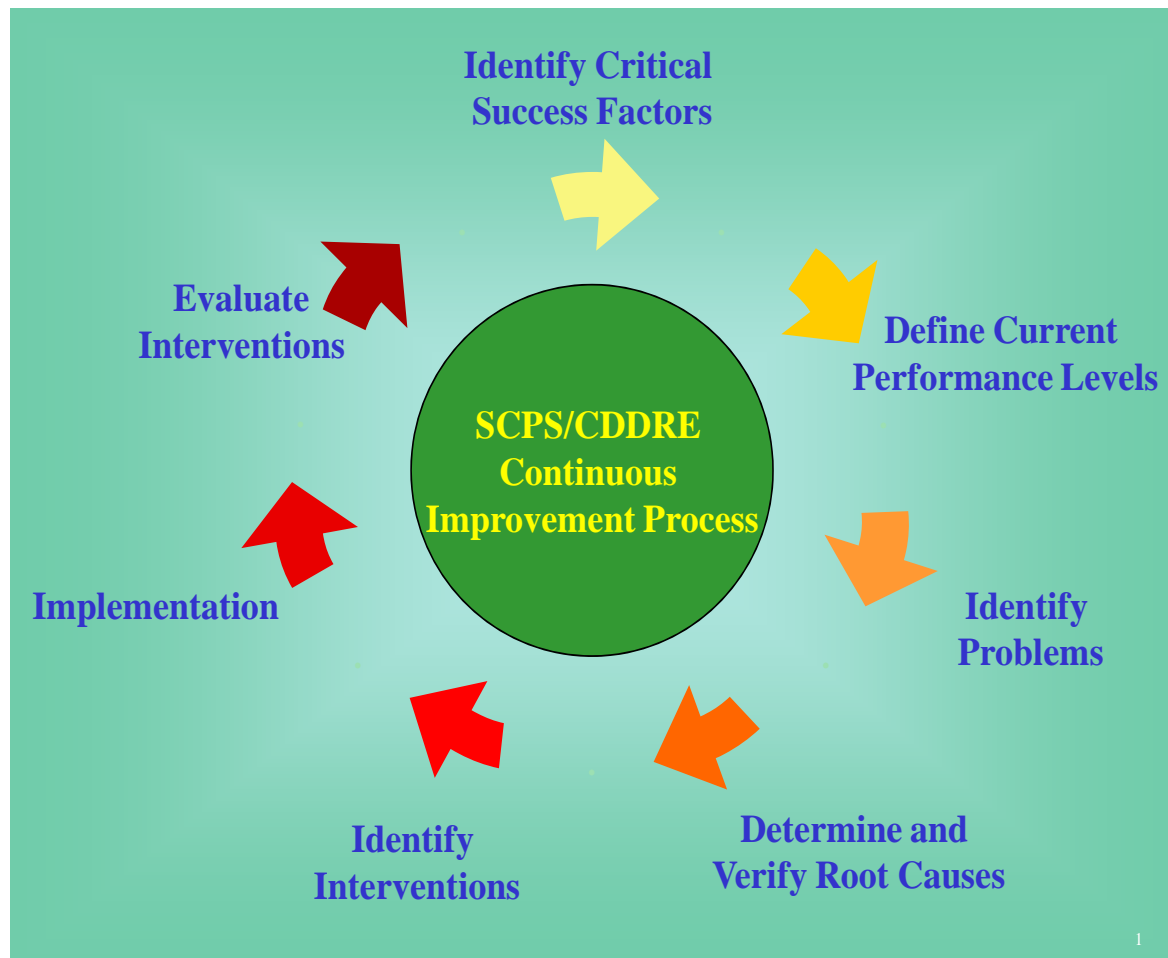 Identify Critical
Success Factors
Define Current
Performance Levels
Identify
Problems
Determine and
Verify Root Causes
Identify
Interventions
Implementation
Evaluate
Interventions
SCPS/CDDRE
Continuous
Improvement Process
1